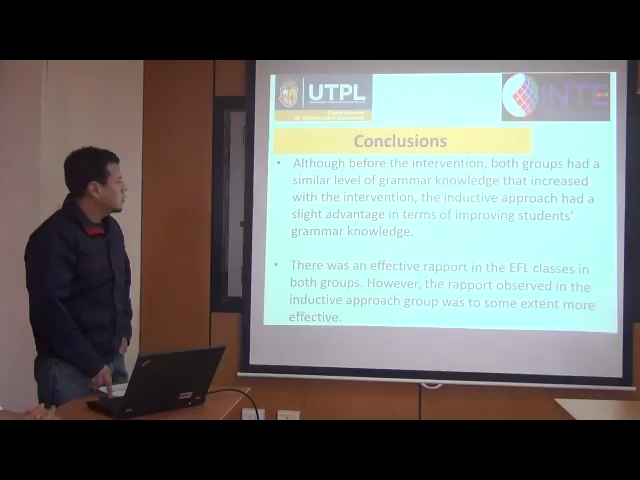 UTPL
INTE
Conclusions
• Although before the intervention, both groups had a
similar level of grammar knowledge that increased
with the intervention, the inductive approach had a
slight advantage in terms of improving students'
grammar knowledge.
• There was an effective rapport in the EFL classes in
both groups. However, the rapport observed in the
inductive approach group was to some extent more
effective.